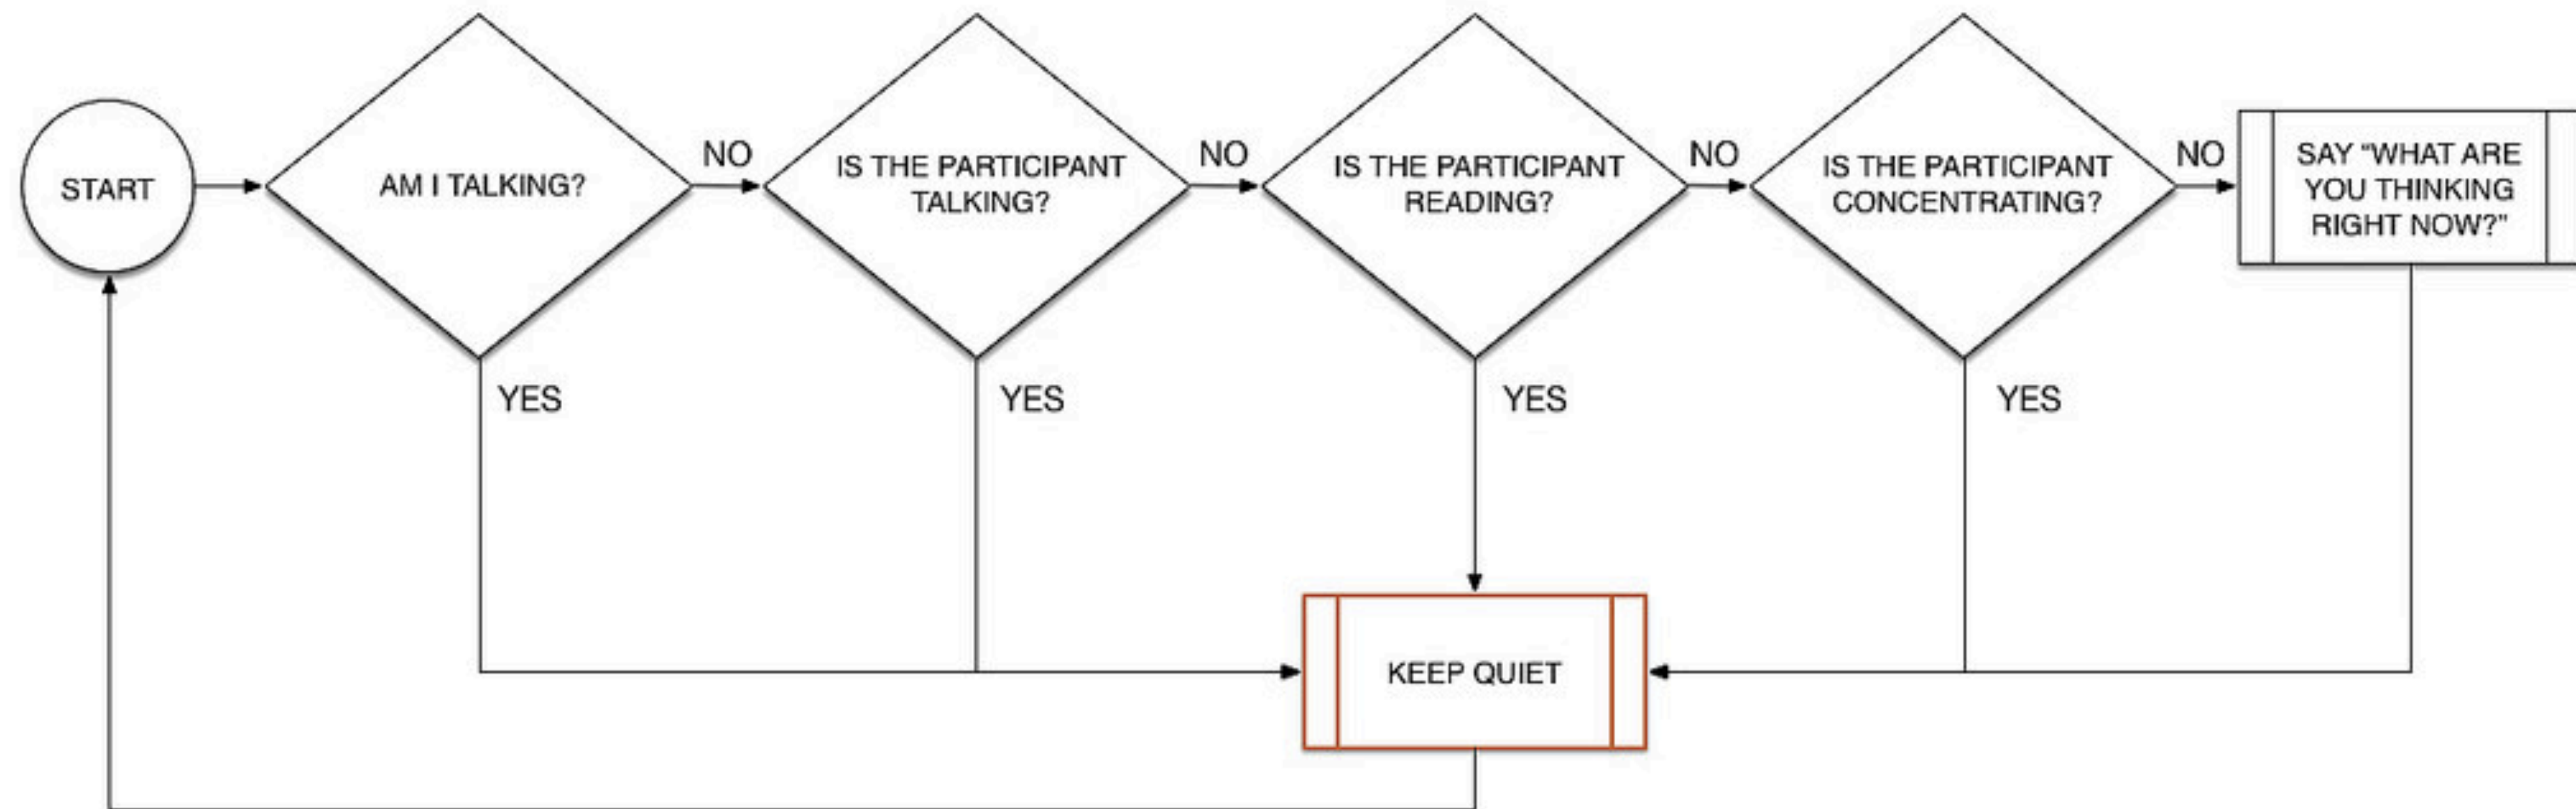 START
AM I TALKING?
NO
IS THE PARTICIPANT
TALKING?
NO
IS THE PARTICIPANT
READING?
NO
IS THE PARTICIPANT
CONCENTRATING?
NO
SAY “WHAT ARE
YOU THINKING
RIGHT NOW?”
YES
YES
YES
YES
KEEP QUIET